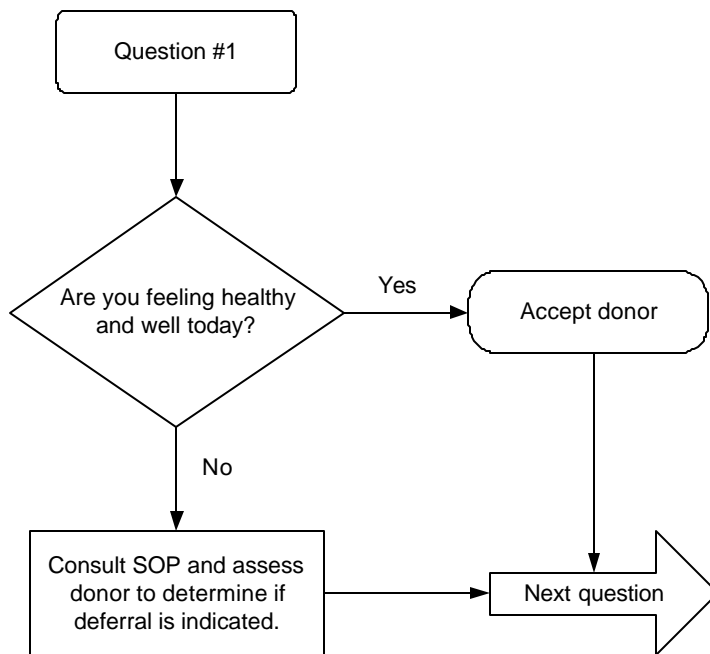 Question #1
Are you feeling healthy
and well today?
Yes
Accept donor
No
Consult SOP and assess
donor to determine if
deferral is indicated.
Next question